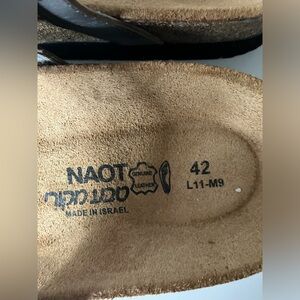 NAOT
GENUINE
LEATHER
MADE IN ISRAEL
42
L11-M9